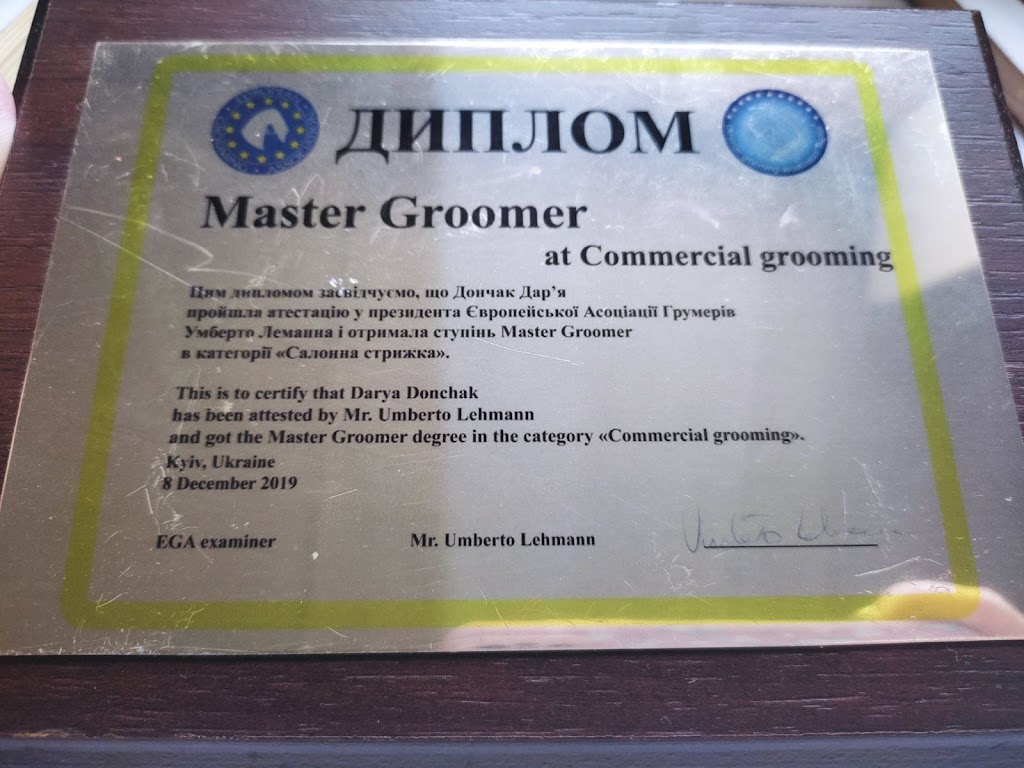 ДИПЛОМ
Master Groomer
at Commercial grooming
Цим дипломом засвідчуємо, що Дончак Дар’я
пройшла атестацію у президента Європейської Асоціації Грумерів
Умберто Леманна і отримала ступінь Master Groomer
в категорії «Салонна стрижка».
This is to certify that Darya Donchak
has been attested by Mr. Umberto Lehmann
and got the Master Groomer degree in the category «Commercial grooming».
Kyiv, Ukraine
8 December 2019
EGA examiner Mr. Umberto Lehmann